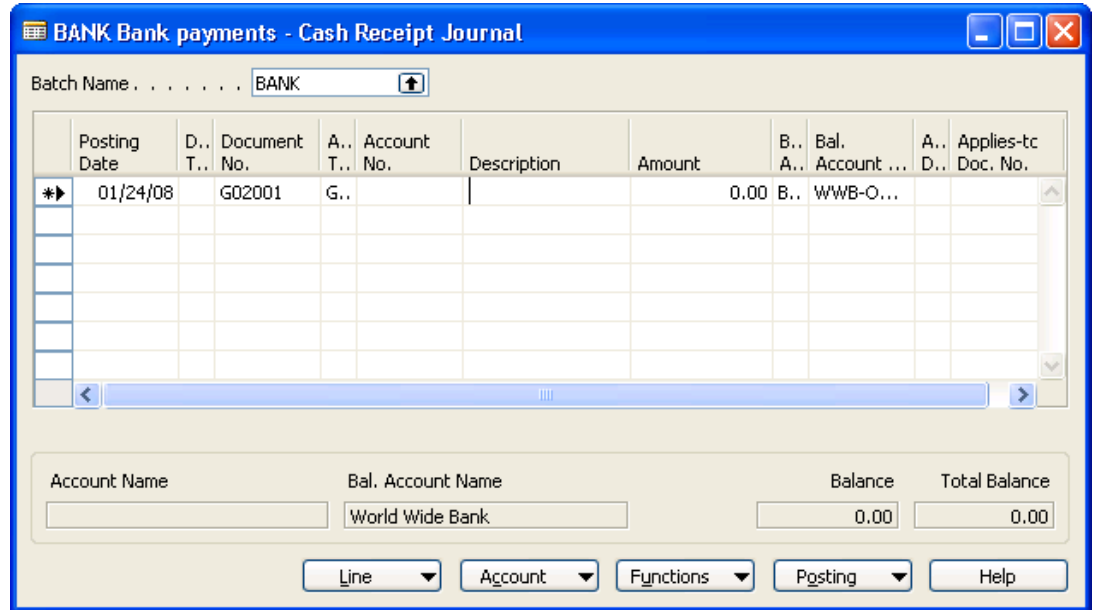 BANK Bank payments - Cash Receipt Journal
Batch Name . . . . . . . BANK
Posting D.. Document A.. Account B.. Bal. A.. Applies-tc
Date T.. No. T.. No. Description Amount A.. Account ... D.. Doc. No.
01/24/08 G02001 G.. 0.00 B.. WWB-O...
Account Name Bal. Account Name Balance Total Balance
World Wide Bank 0.00 0.00
Line Account Functions Posting Help